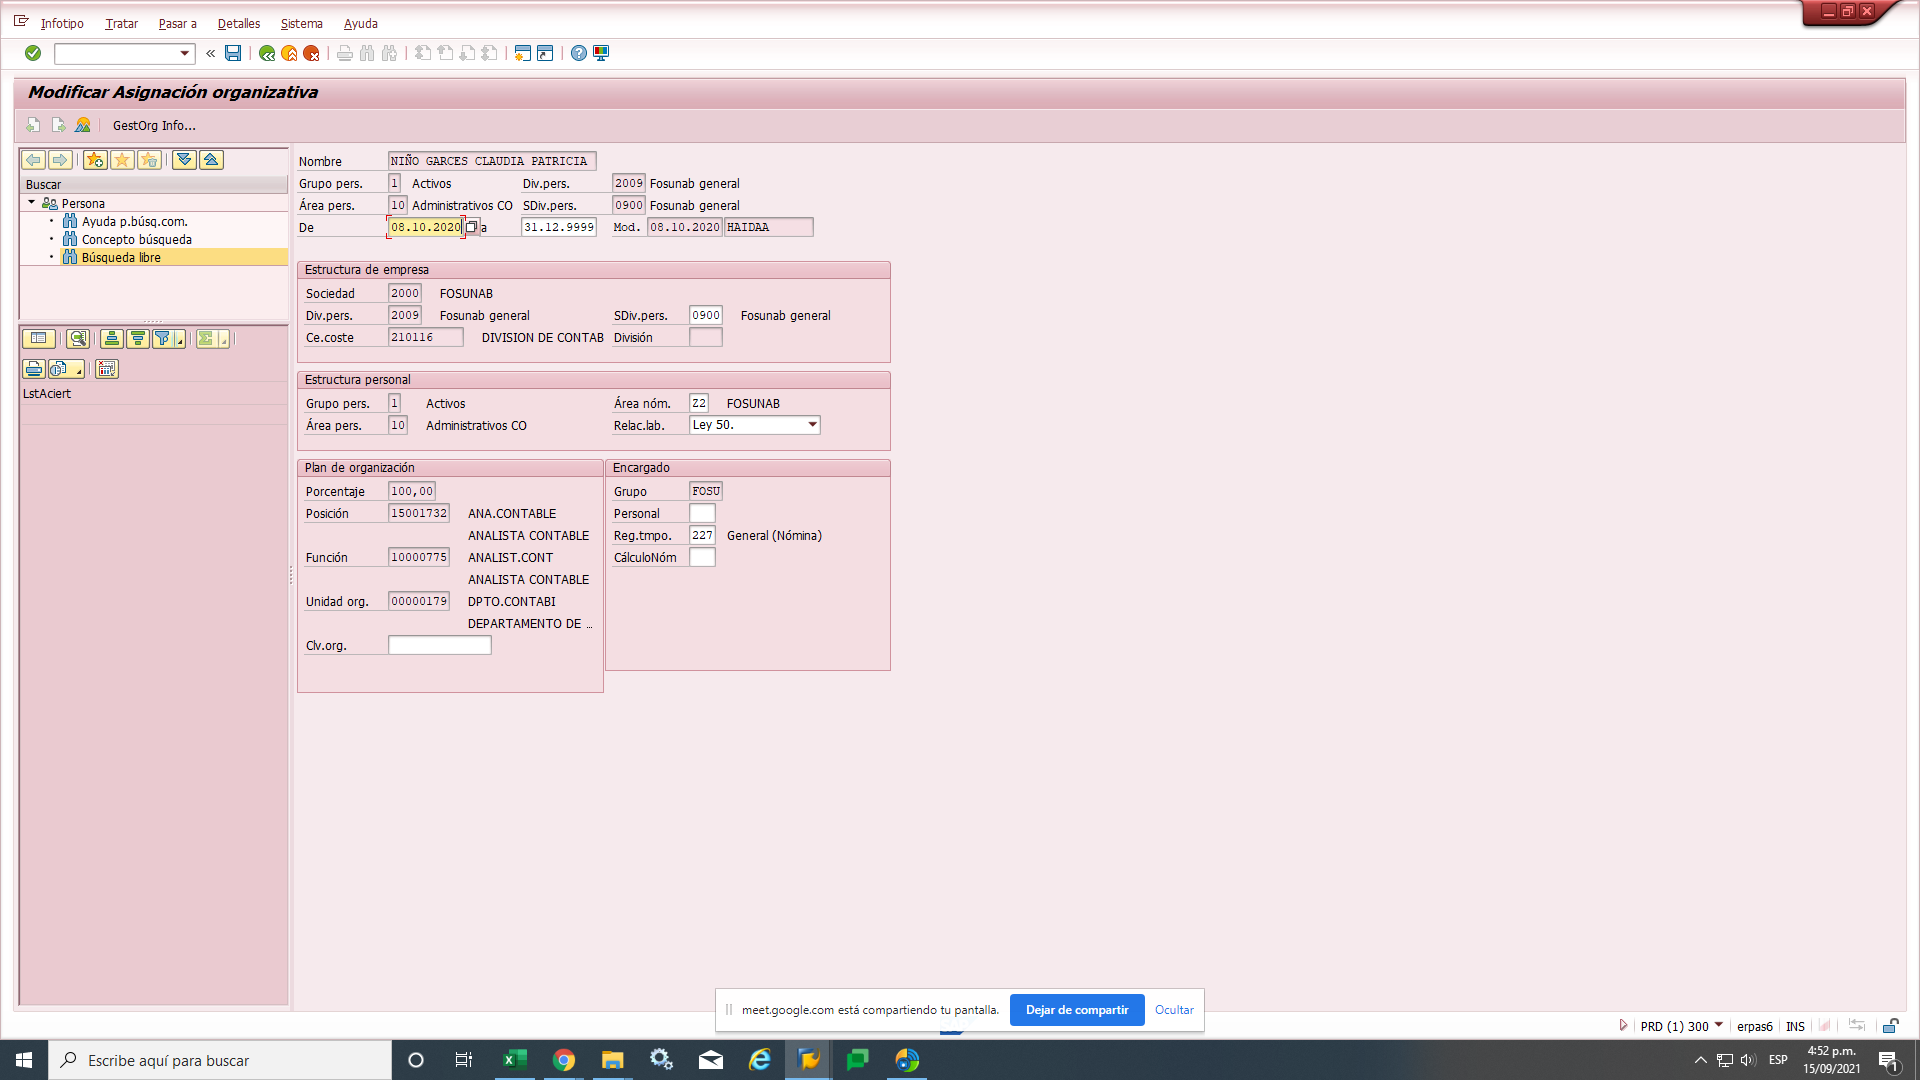 Infotipo Tratar Pasar a Detalles Sistema Ayuda
Modificar Asignación organizativa
GestOrg Info...
Buscar
Persona
Ayuda p.búsq.com.
Concepto búsqueda
Búsqueda libre
LstAciert
Nombre NIÑO GARCES CLAUDIA PATRICIA
Grupo pers. 1 Activos Div.pers. 2009 Fosunab general
Área pers. 10 Administrativos CO SDiv.pers. 0900 Fosunab general
De 08.10.2020 a 31.12.9999 Mod. 08.10.2020 HAIDAA
Estructura de empresa
Sociedad 2000 FOSUNAB
Div.pers. 2009 Fosunab general SDiv.pers. 0900 Fosunab general
Ce.coste 210116 DIVISION DE CONTAB División
Estructura personal
Grupo pers. 1 Activos Área nóm. Z2 FOSUNAB
Área pers. 10 Administrativos CO Relac.lab. Ley 50.
Plan de organización
Porcentaje 100,00
Posición 15001732 ANA.CONTABLE
ANALISTA CONTABLE
Función 10000775 ANALIST.CONT
ANALISTA CONTABLE
Unidad org. 00000179 DPTO.CONTABI
DEPARTAMENTO DE ...
Clv.org.
Encargado
Grupo FOSU
Personal
Reg.tmpo. 227 General (Nómina)
CálculoNóm
meet.google.com está compartiendo tu pantalla. Dejar de compartir Ocultar
PRD (1) 300 erpas6 INS
Escribe aquí para buscar
ESP
4:52 p.m.
15/09/2021
1